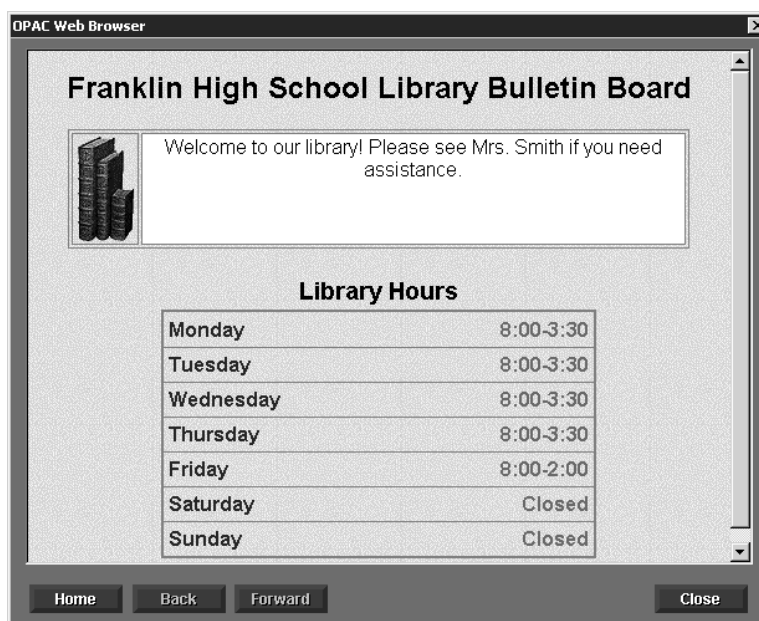 OPAC Web Browser
Franklin High School Library Bulletin Board
Welcome to our library! Please see Mrs. Smith if you need
assistance.
Library Hours
Monday 8:00-3:30
Tuesday 8:00-3:30
Wednesday 8:00-3:30
Thursday 8:00-3:30
Friday 8:00-2:00
Saturday Closed
Sunday Closed
Home Back Forward Close